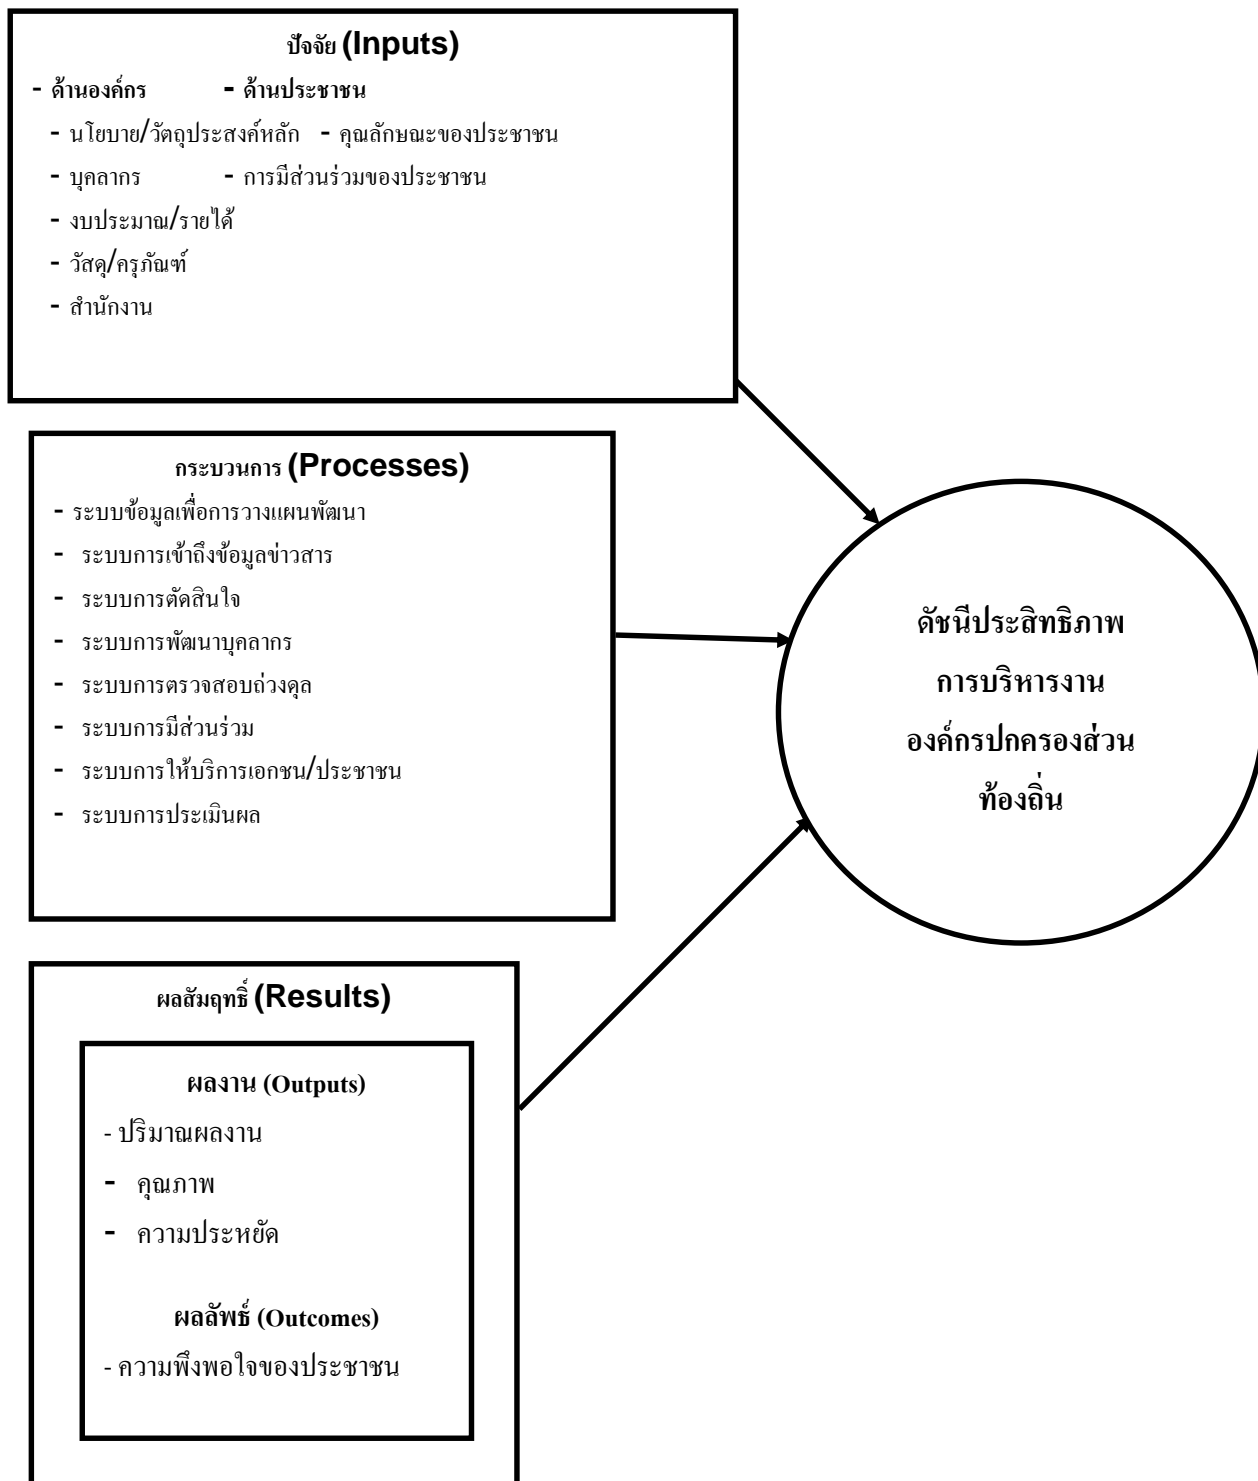 ปัจจัย (Inputs)
- ด้านองค์กร - ด้านประชาชน
- นโยบาย/วัตถุประสงค์หลัก - คุณลักษณะของประชาชน
- บุคลากร - การมีส่วนร่วมของประชาชน
- งบประมาณ/รายได้
- วัสดุ/ครุภัณฑ์
- สำนักงาน
กระบวนการ (Processes)
- ระบบข้อมูลเพื่อการวางแผนพัฒนา
- ระบบการเข้าถึงข้อมูลข่าวสาร
- ระบบการตัดสินใจ
- ระบบการพัฒนาบุคลากร
- ระบบการตรวจสอบถ่วงดุล
- ระบบการมีส่วนร่วม
- ระบบการให้บริการเอกชน/ประชาชน
- ระบบการประเมินผล
ดัชนีประสิทธิภาพ
การบริหารงาน
องค์กรปกครองส่วน
ท้องถิ่น
ผลสัมฤทธิ์ (Results)
ผลงาน (Outputs)
- ปริมาณผลงาน
- คุณภาพ
- ความประหยัด
ผลลัพธ์ (Outcomes)
- ความพึงพอใจของประชาชน